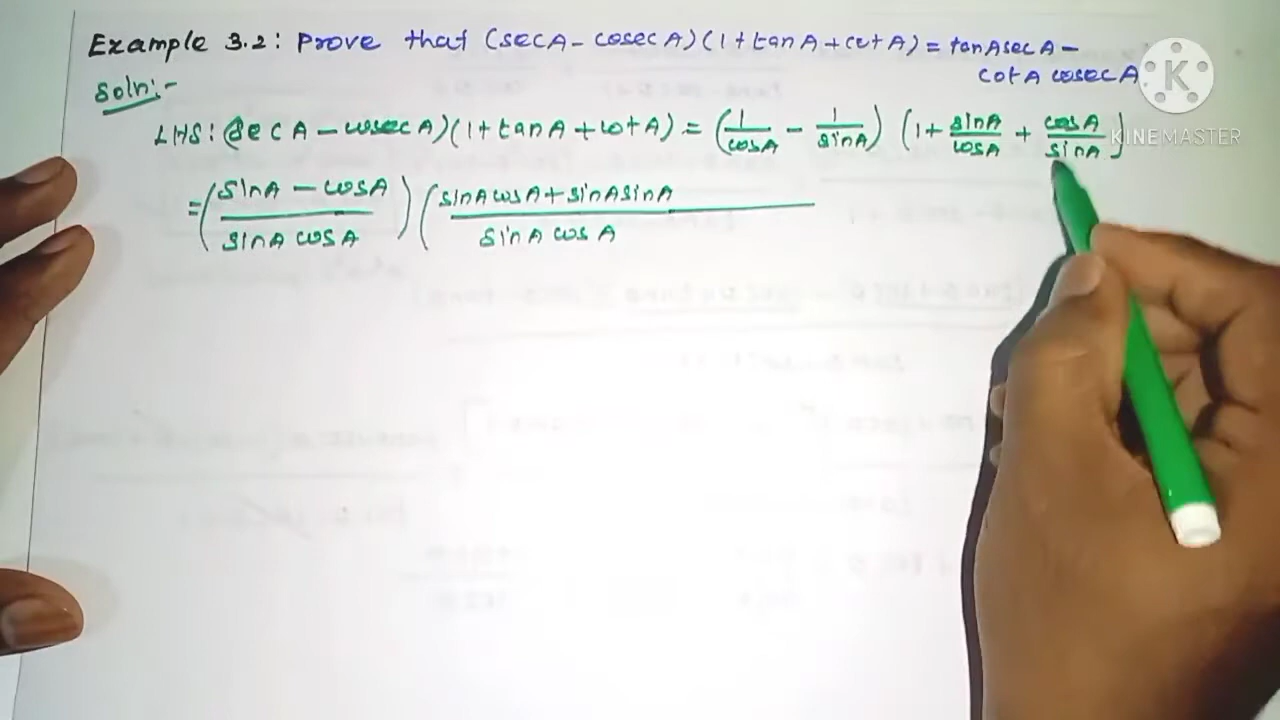 Example 3.2: Prove that (secA - cosecA)(1+tanA+cotA) = tanAsecA -
cotA cosecA
Soln:-
LHS: (secA - cosecA)(1+tanA+cotA) = (1/cosA - 1/sinA) (1 + sinA/cosA + cosA/sinA)
= (sinA - cosA / sinA cosA) (sinAcosA + sinAsinA / sinA cosA
K
KINEMASTER